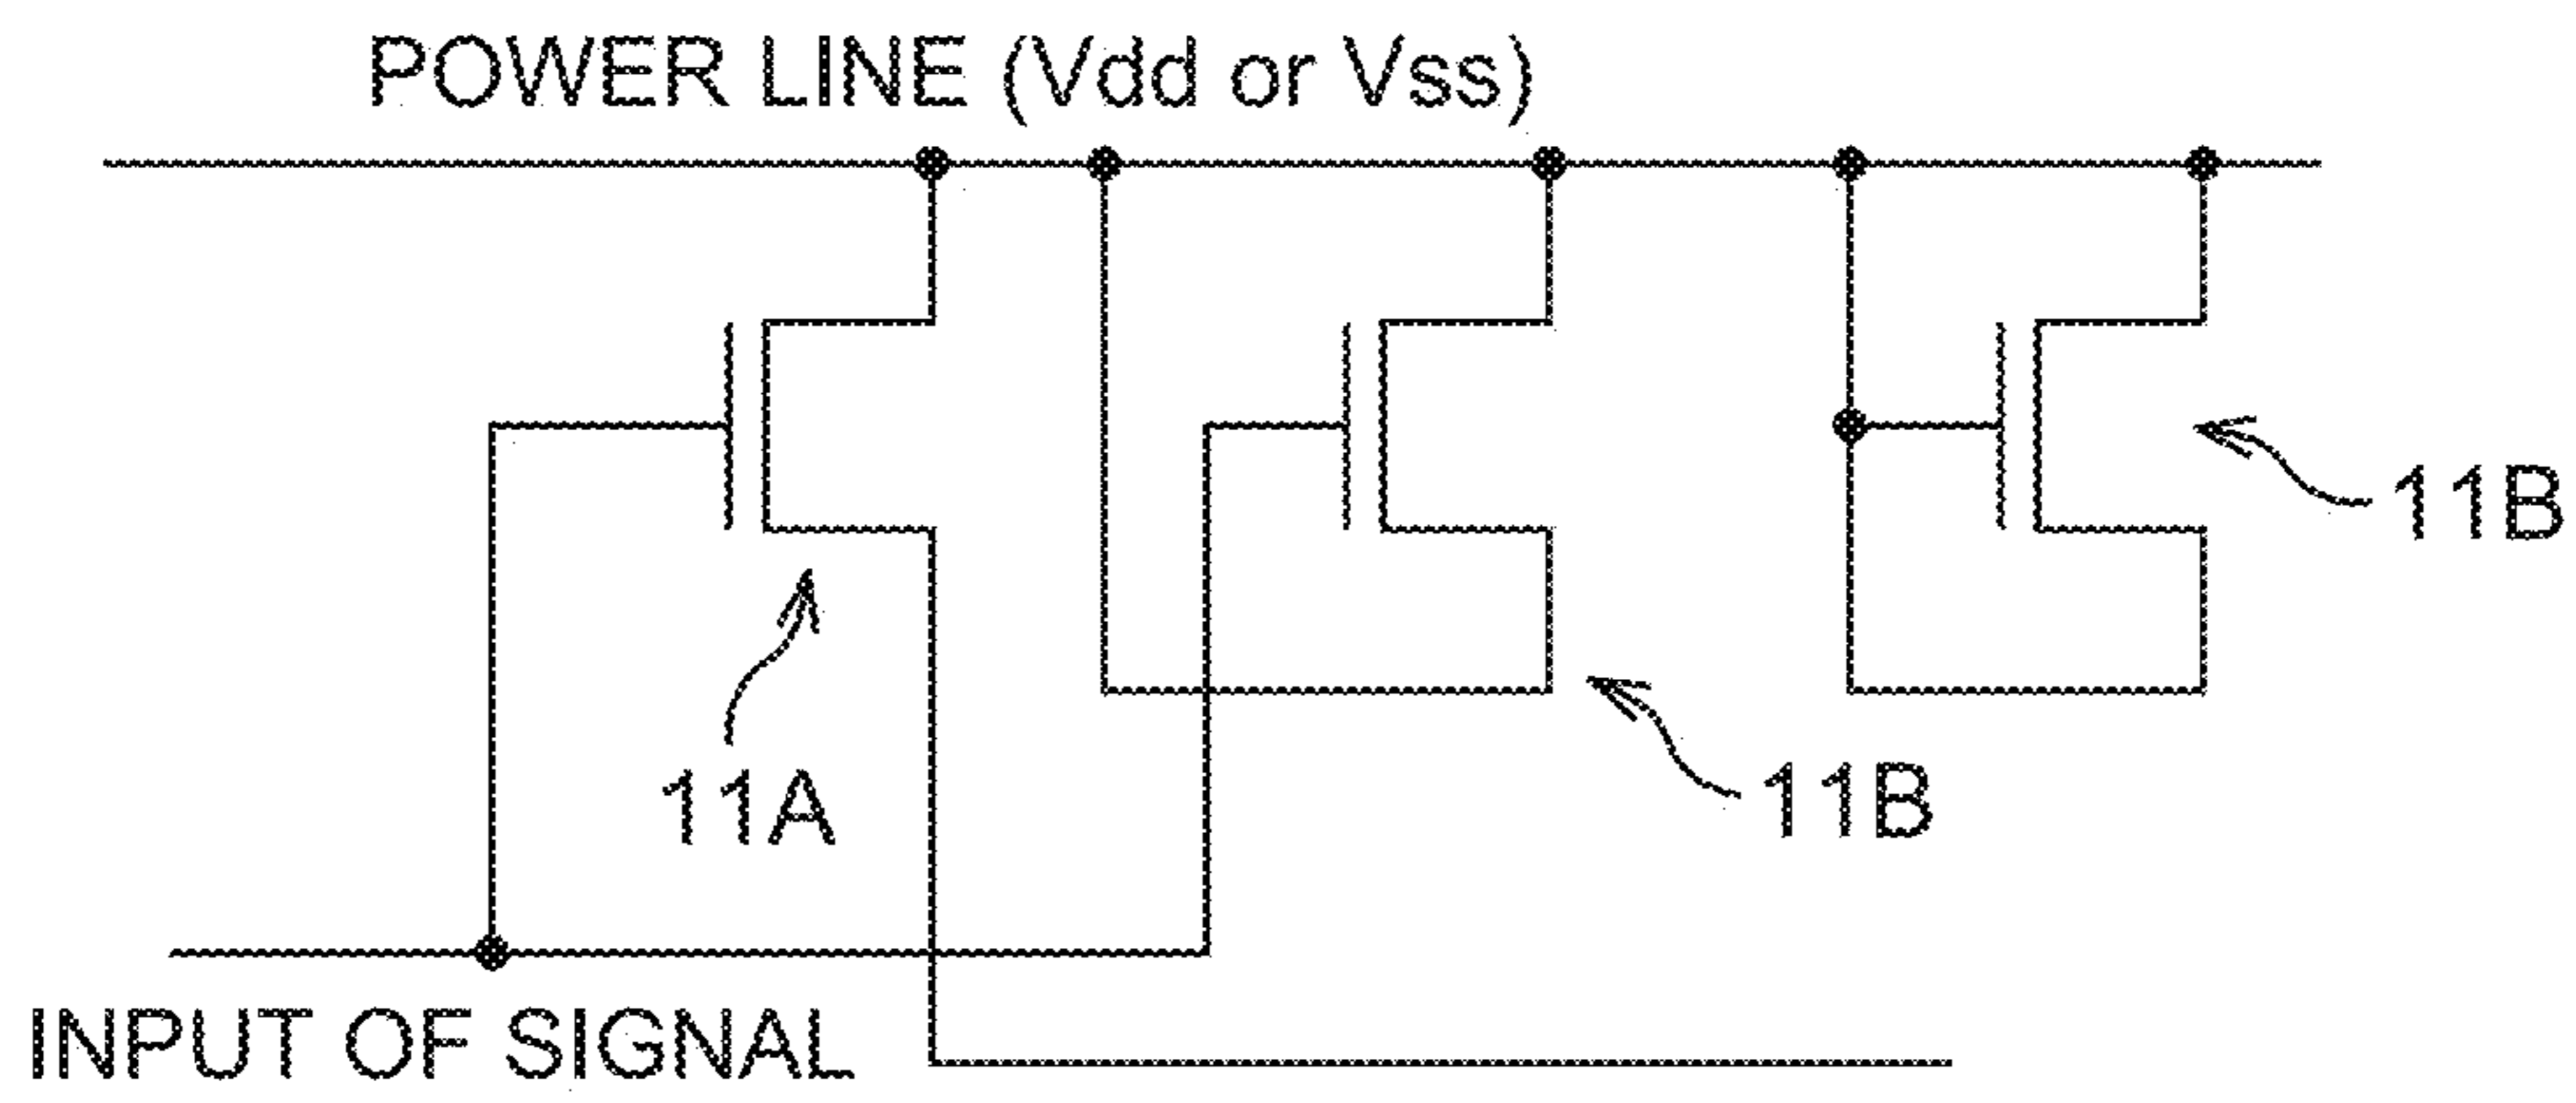 POWER LINE (Vdd or Vss)
11B
11A
11B
INPUT OF SIGNAL